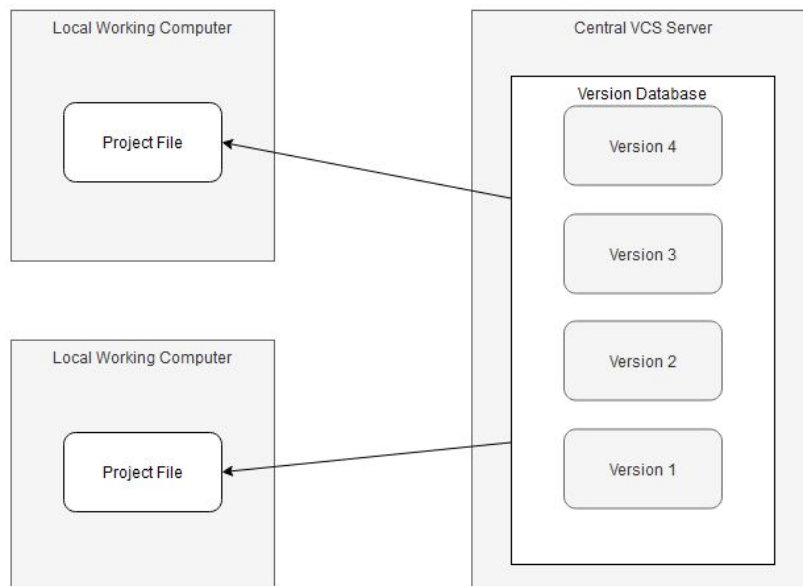 Local Working Computer
Project File
Local Working Computer
Project File
Central VCS Server
Version Database
Version 4
Version 3
Version 2
Version 1